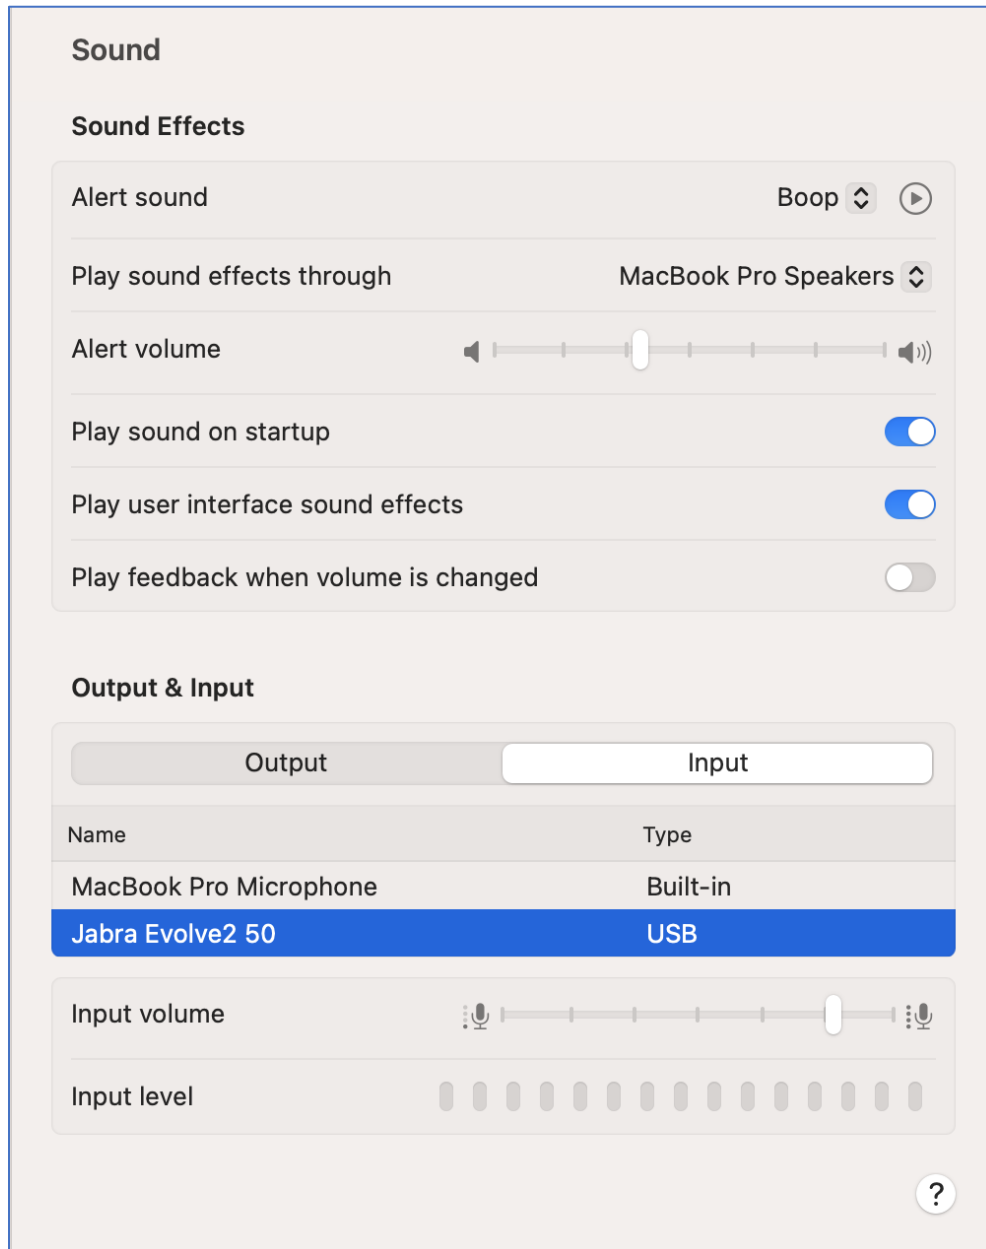 Sound
Sound Effects
Alert sound Boop
Play sound effects through MacBook Pro Speakers
Alert volume
Play sound on startup
Play user interface sound effects
Play feedback when volume is changed
Output & Input
Output Input
Name Type
MacBook Pro Microphone Built-in
Jabra Evolve2 50 USB
Input volume
Input level
?